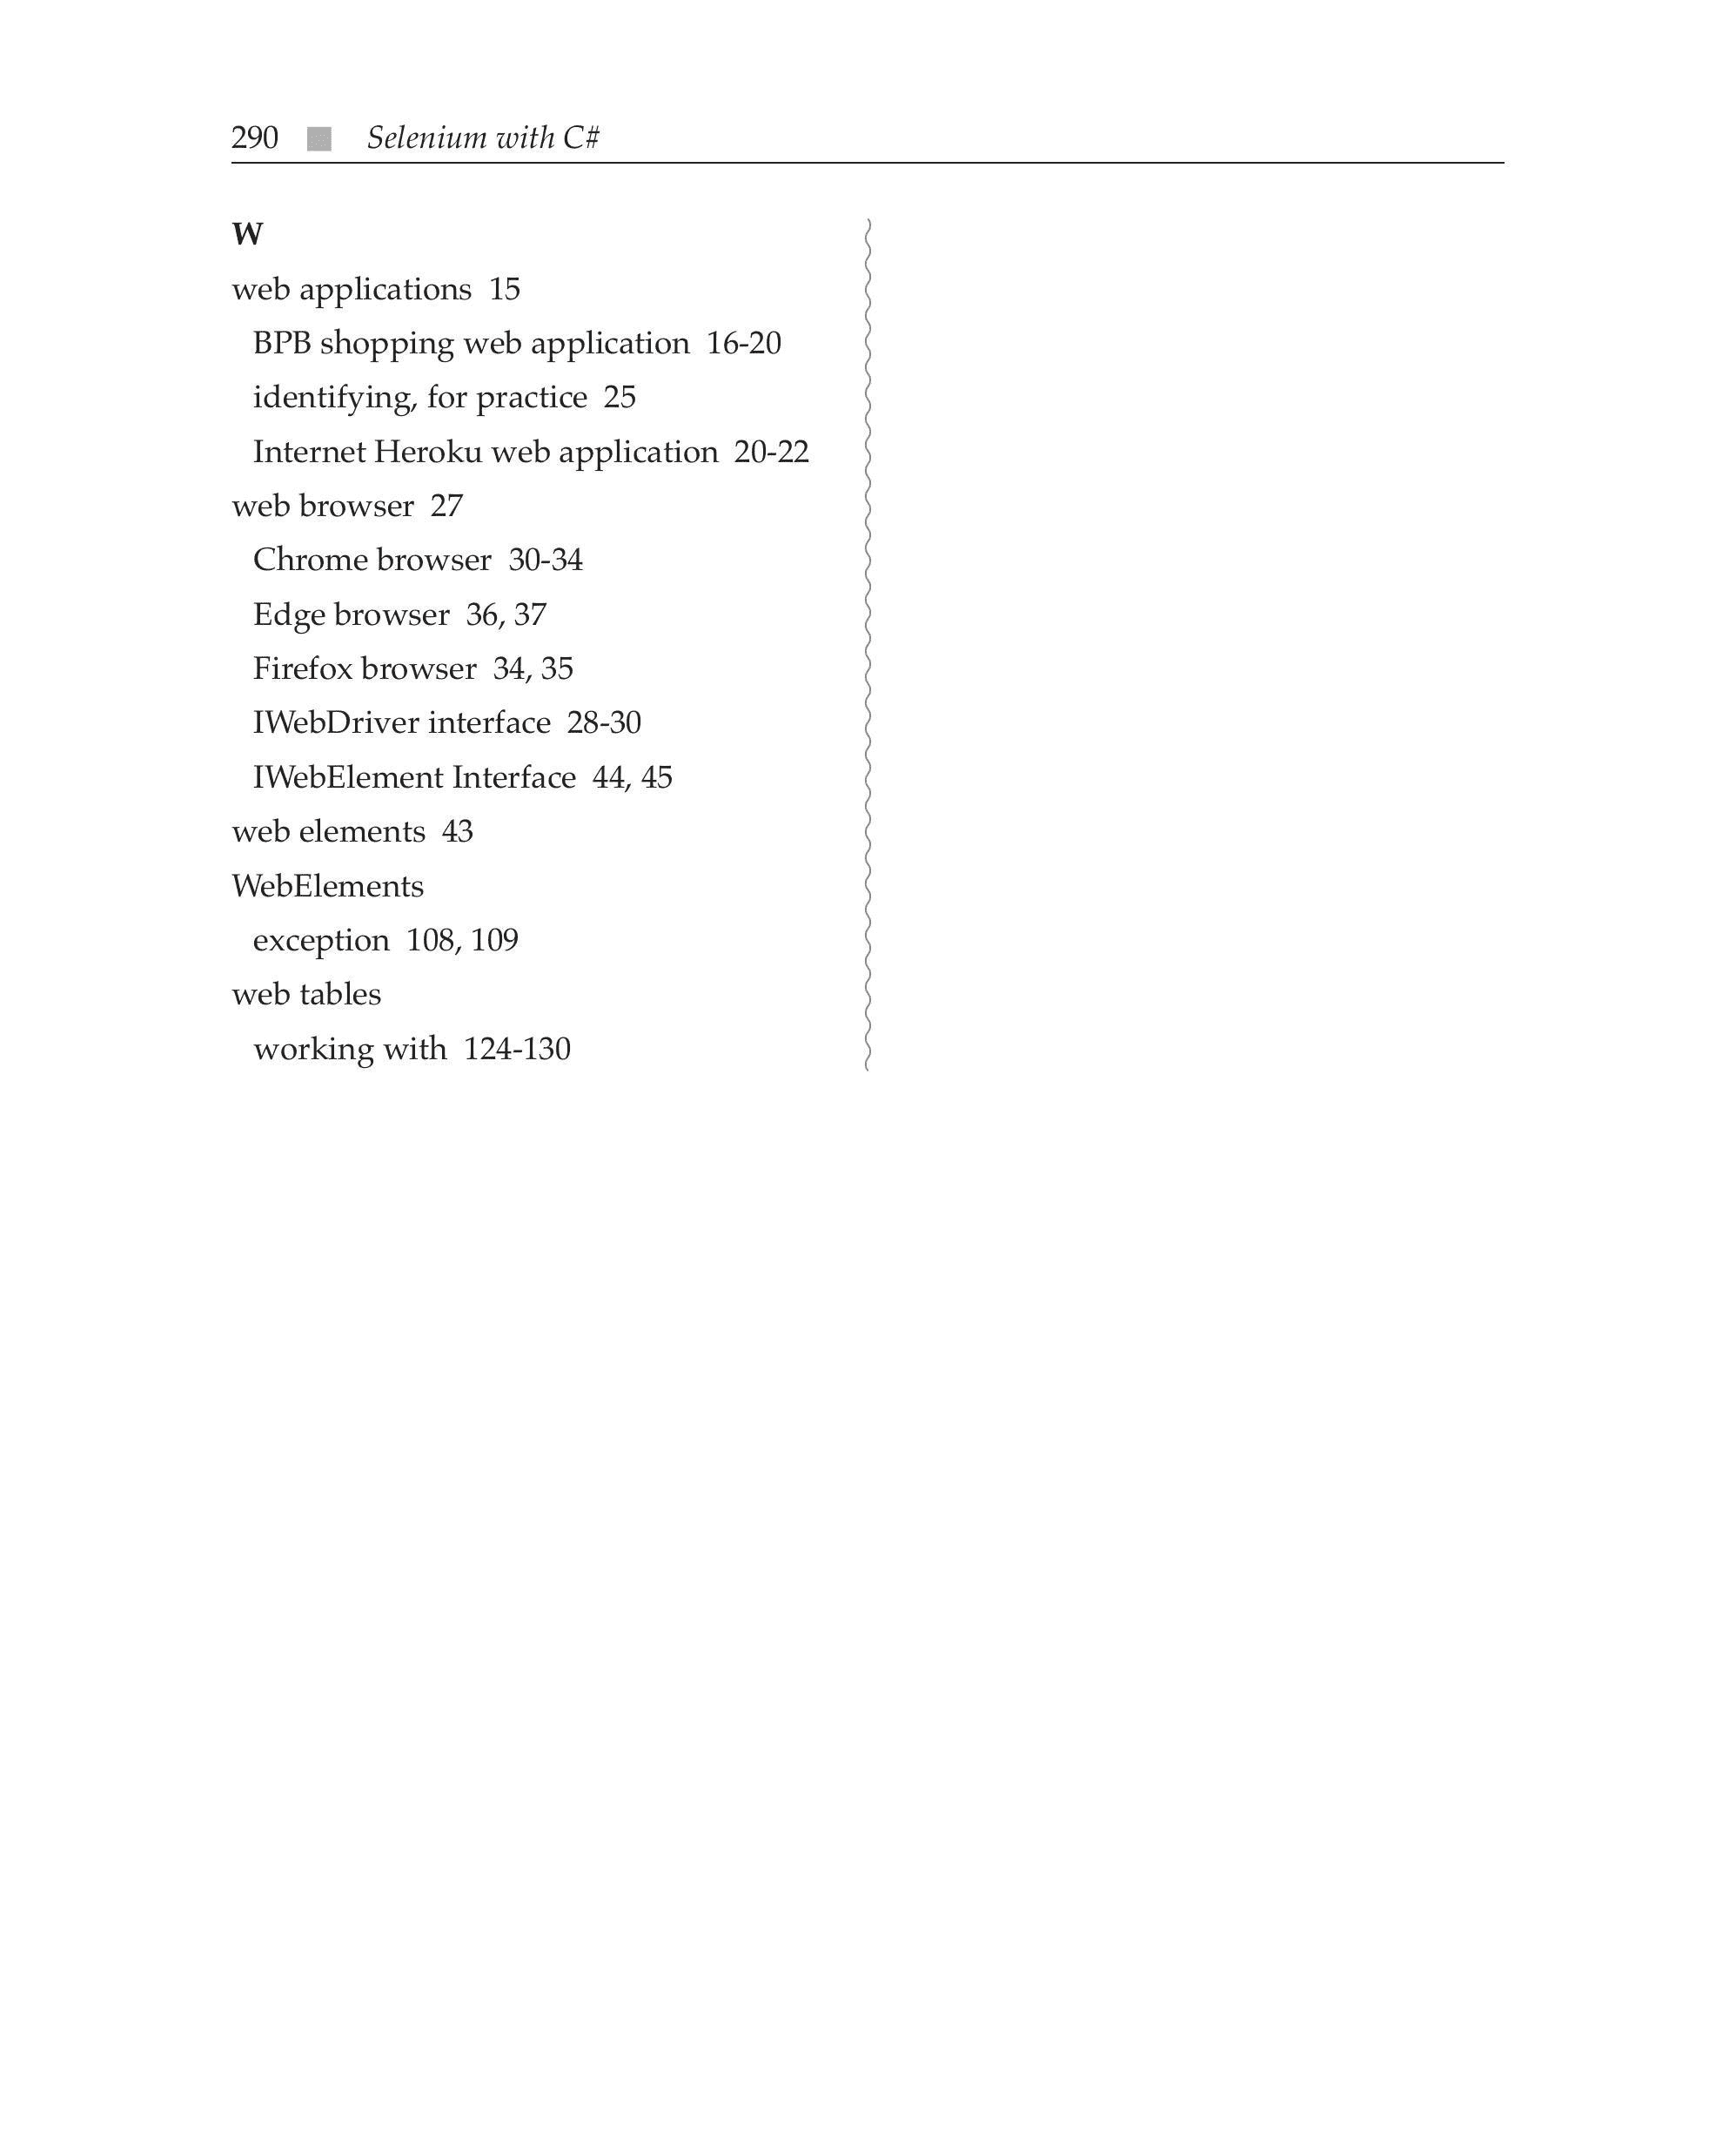 290 Selenium with C#
W
web applications 15
BPB shopping web application 16-20
identifying, for practice 25
Internet Heroku web application 20-22
web browser 27
Chrome browser 30-34
Edge browser 36, 37
Firefox browser 34, 35
IWebDriver interface 28-30
IWebElement Interface 44, 45
web elements 43
WebElements
exception 108, 109
web tables
working with 124-130